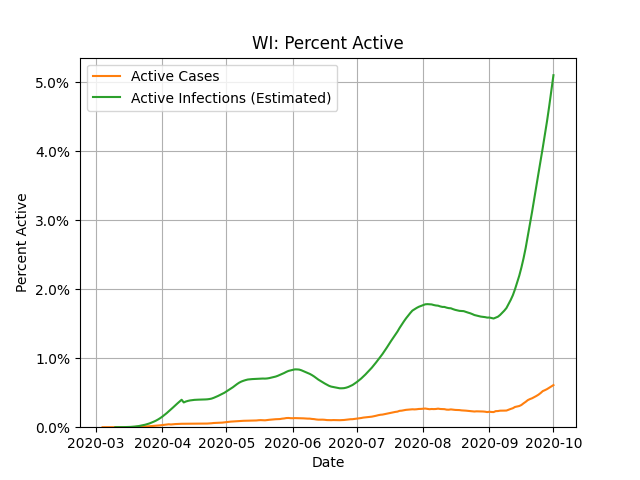 WI: Percent Active
Active Cases
Active Infections (Estimated)
5.0%
4.0%
3.0%
2.0%
1.0%
0.0%
Percent Active
2020-03 2020-04 2020-05 2020-06 2020-07 2020-08 2020-09 2020-10
Date